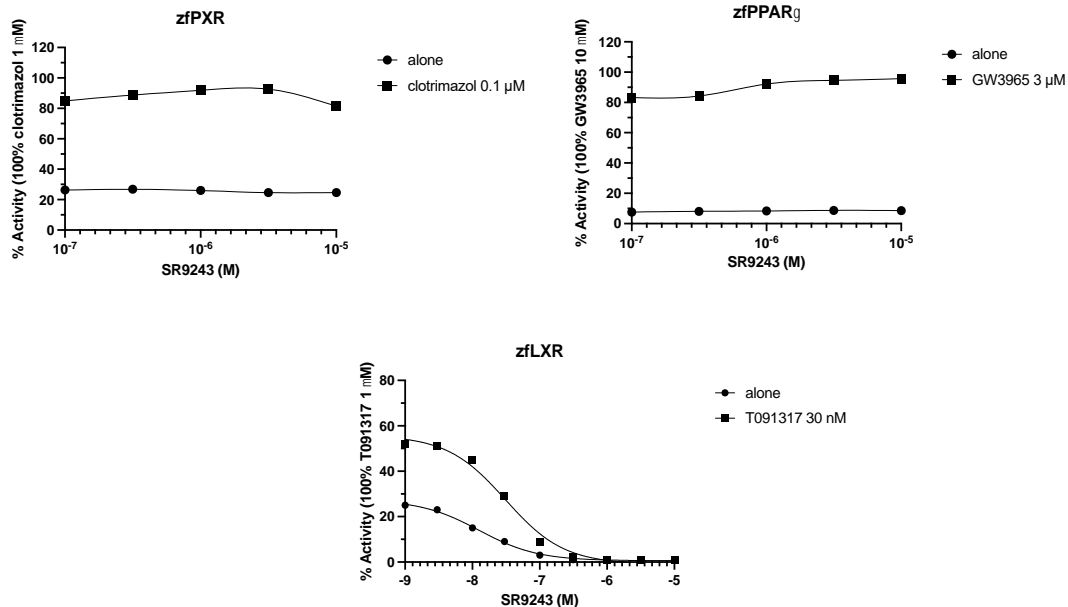 zfPXR
% Activity (100% clotrimazol 1 mM)
120
100
80
60
40
20
0
10-7
10-6
10-5
SR9243 (M)
alone
clotrimazol 0.1 µM
zfPPARg
% Activity (100% GW3965 10 mM)
120
100
80
60
40
20
0
10-7
10-6
10-5
SR9243 (M)
alone
GW3965 3 µM
zfLXR
% Activity (100% T091317 1 mM)
80
60
40
20
0
-9
-8
-7
-6
-5
SR9243 (M)
alone
T091317 30 nM